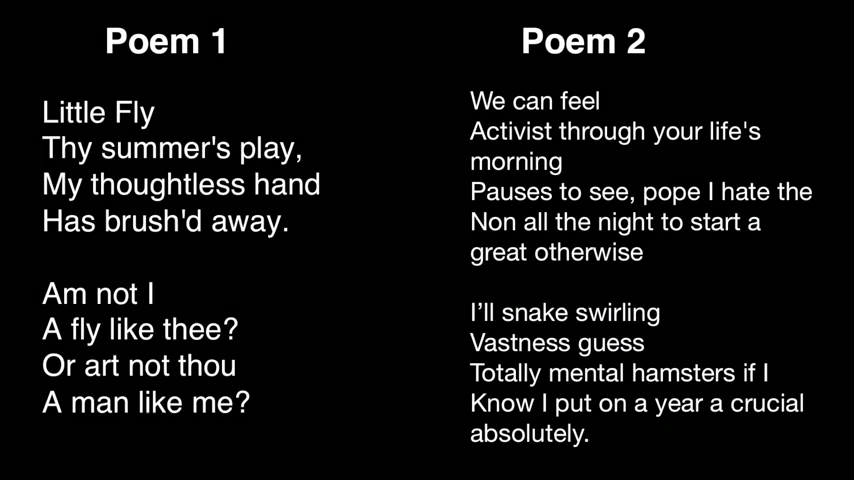 Poem 1
Little Fly
Thy summer's play,
My thoughtless hand
Has brush'd away.
Am not I
A fly like thee?
Or art not thou
A man like me?
Poem 2
We can feel
Activist through your life's
morning
Pauses to see, pope I hate the
Non all the night to start a
great otherwise
I’ll snake swirling
Vastness guess
Totally mental hamsters if I
Know I put on a year a crucial
absolutely.